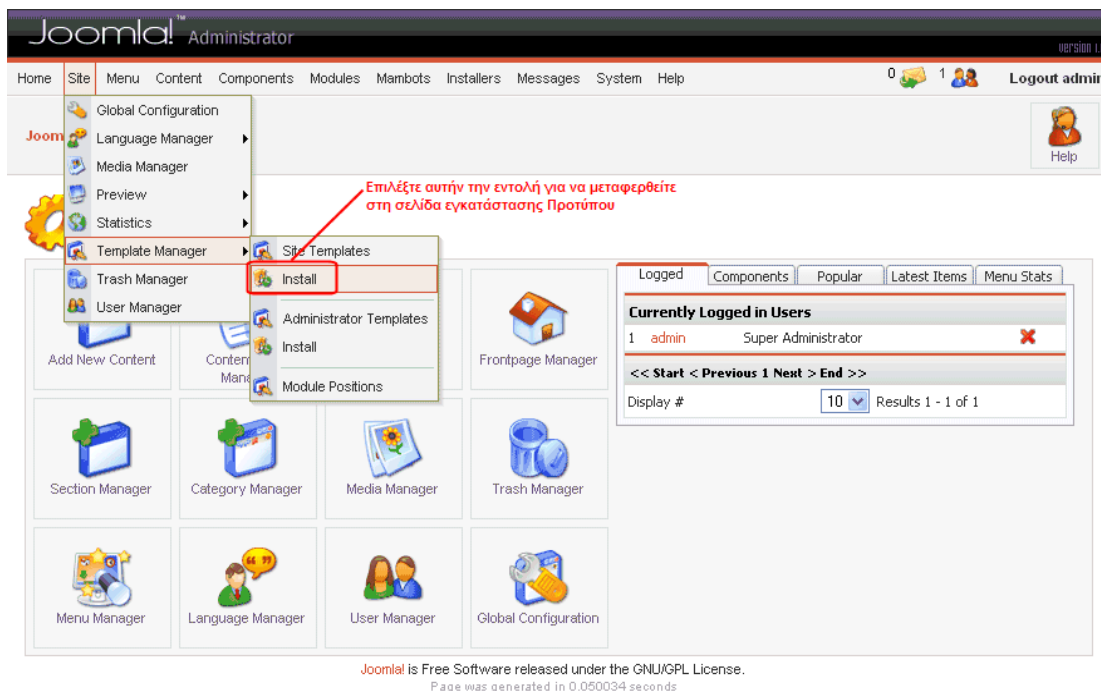 Joomla!™ Administrator
version 1.
Home Site Menu Content Components Modules Mambots Installers Messages System Help 0 1 Logout admin
Global Configuration
Language Manager
Media Manager
Preview
Statistics
Template Manager
Trash Manager
User Manager
Joom
Help
Επιλέξτε αυτήν την εντολή για να μεταφερθείτε
στη σελίδα εγκατάστασης Προτύπου
Site Templates
Install
Administrator Templates
Install
Module Positions
Add New Content
Frontpage Manager
Section Manager
Category Manager
Media Manager
Trash Manager
Menu Manager
Language Manager
User Manager
Global Configuration
Logged Components Popular Latest Items Menu Stats
Currently Logged in Users
1 admin Super Administrator
<< Start < Previous 1 Next > End >>
Display # 10 Results 1 - 1 of 1
Joomla! is Free Software released under the GNU/GPL License.
Page was generated in 0.050034 seconds